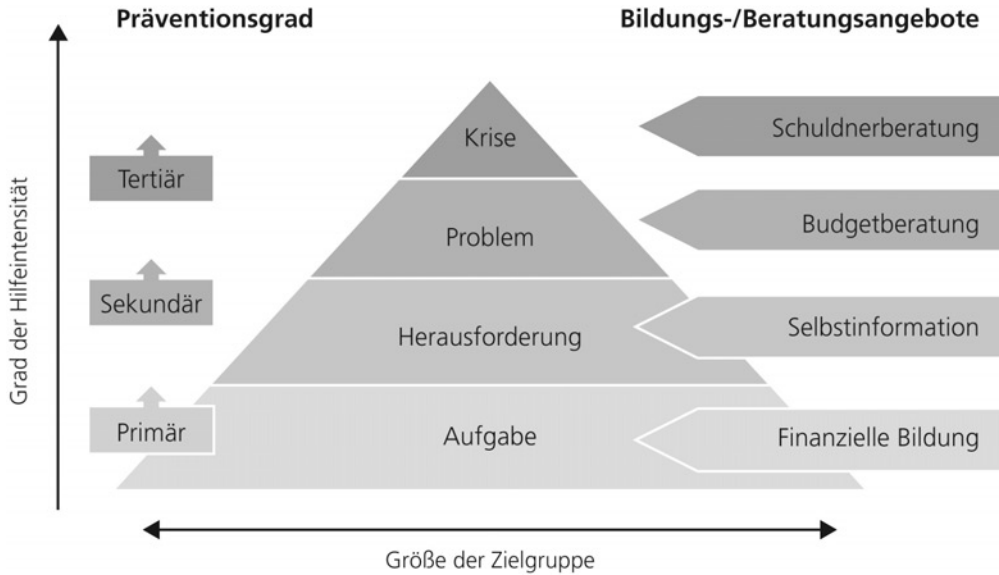 Präventionsgrad
Bildungs-/Beratungsangebote
Grad der Hilfeintensität
Krise
Schuldnerberatung
Tertiär
Problem
Budgetberatung
Sekundär
Herausforderung
Selbstinformation
Primär
Aufgabe
Finanzielle Bildung
Größe der Zielgruppe